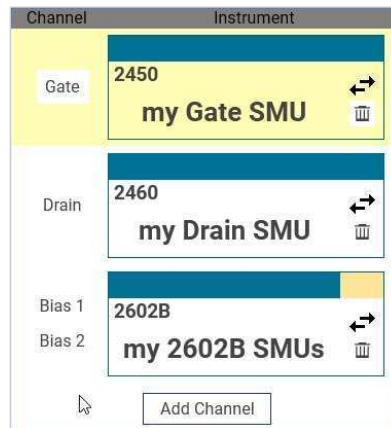 Channel Instrument
Gate
2450
my Gate SMU
Drain
2460
my Drain SMU
Bias 1
Bias 2
2602B
my 2602B SMUs
Add Channel